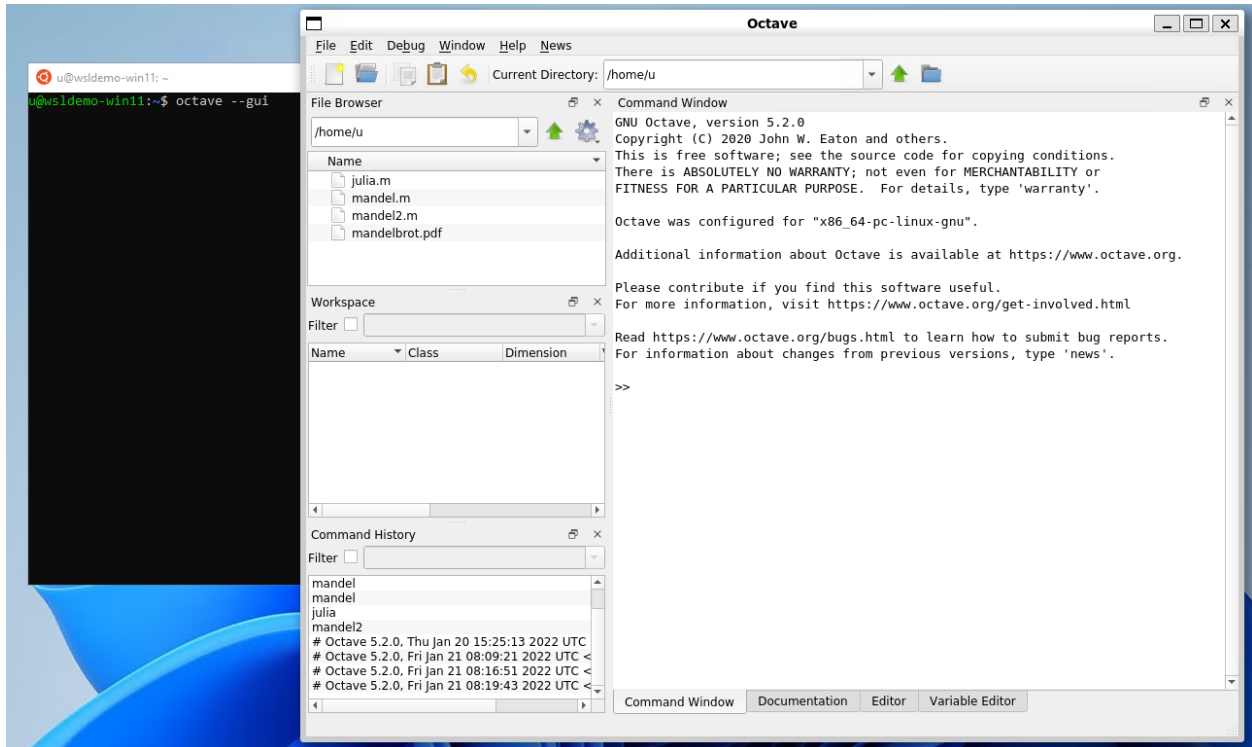 u@wsldemo-win11: ~
u@wsldemo-win11:~$ octave --gui
Octave
File Edit Debug Window Help News
Current Directory: /home/u
File Browser
/home/u
Name
julia.m
mandel.m
mandel2.m
mandelbrot.pdf
Workspace
Filter
Name Class Dimension
Command History
Filter
mandel
mandel
julia
mandel2
# Octave 5.2.0, Thu Jan 20 15:25:13 2022 UTC
# Octave 5.2.0, Fri Jan 21 08:09:21 2022 UTC <
# Octave 5.2.0, Fri Jan 21 08:16:51 2022 UTC <
# Octave 5.2.0, Fri Jan 21 08:19:43 2022 UTC <
Command Window
GNU Octave, version 5.2.0
Copyright (C) 2020 John W. Eaton and others.
This is free software; see the source code for copying conditions.
There is ABSOLUTELY NO WARRANTY; not even for MERCHANTABILITY or
FITNESS FOR A PARTICULAR PURPOSE.  For details, type 'warranty'.
Octave was configured for "x86_64-pc-linux-gnu".
Additional information about Octave is available at https://www.octave.org.
Please contribute if you find this software useful.
For more information, visit https://www.octave.org/get-involved.html
Read https://www.octave.org/bugs.html to learn how to submit bug reports.
For information about changes from previous versions, type 'news'.
>>
Command Window Documentation Editor Variable Editor